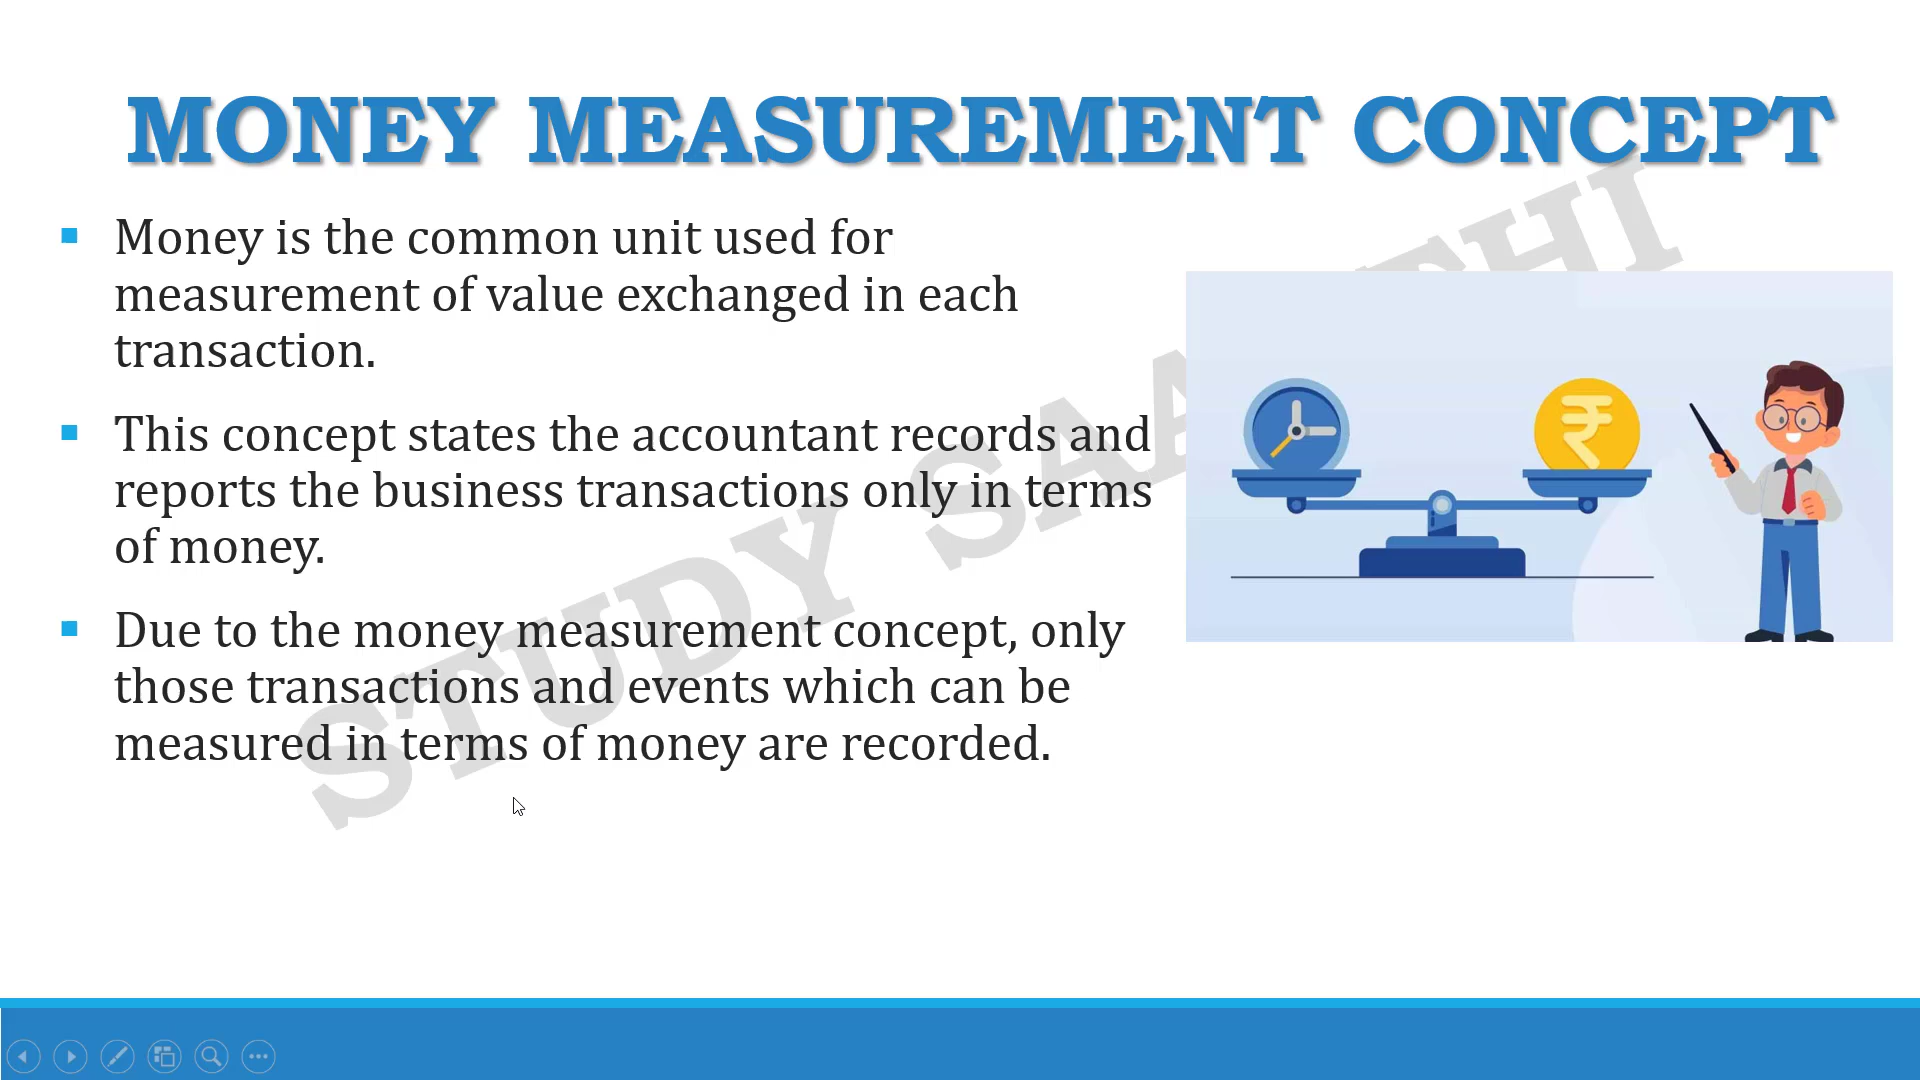 MONEY MEASUREMENT CONCEPT
Money is the common unit used for
measurement of value exchanged in each
transaction.
This concept states the accountant records and
reports the business transactions only in terms
of money.
Due to the money measurement concept, only
those transactions and events which can be
measured in terms of money are recorded.
₹